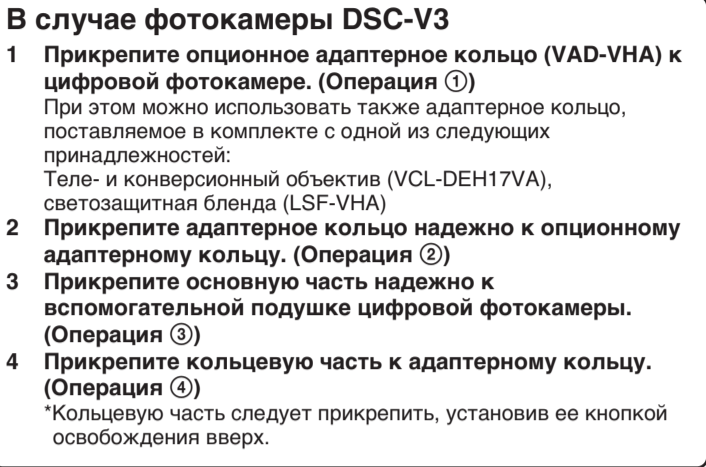 В случае фотокамеры DSC-V3
1 Прикрепите опционное адаптерное кольцо (VAD-VHA) к
цифровой фотокамере. (Операция ①)
При этом можно использовать также адаптерное кольцо,
поставляемое в комплекте с одной из следующих
принадлежностей:
Теле- и конверсионный объектив (VCL-DEH17VA),
светозащитная бленда (LSF-VHA)
2 Прикрепите адаптерное кольцо надежно к опционному
адаптерному кольцу. (Операция ②)
3 Прикрепите основную часть надежно к
вспомогательной подушке цифровой фотокамеры.
(Операция ③)
4 Прикрепите кольцевую часть к адаптерному кольцу.
(Операция ④)
*Кольцевую часть следует прикрепить, установив ее кнопкой
освобождения вверх.